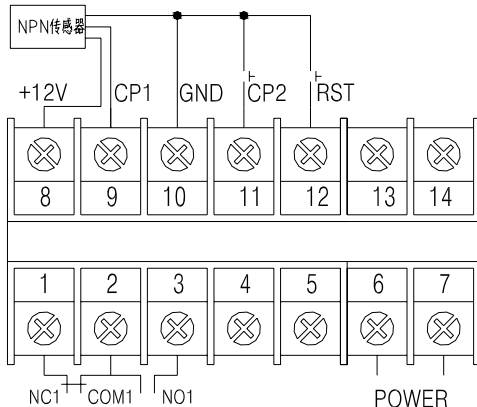 NPN传感器
+12V CP1 GND CP2 RST
8 9 10 11 12 13 14
1 2 3 4 5 6 7
NC1 COM1 NO1 POWER